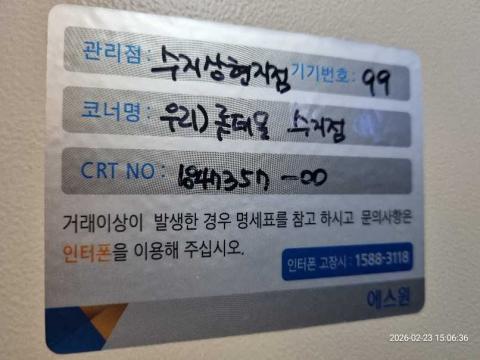 관리점: 수지상현지점 기기번호: 99
코너명: 우리) 롯데몰 수지점
CRT NO: 1847357-00
거래이상이 발생한 경우 명세표를 참고 하시고 문의사항은
인터폰을 이용해 주십시오.
인터폰 고장시: 1588-3118
에스원
2026-02-23 15:06:36